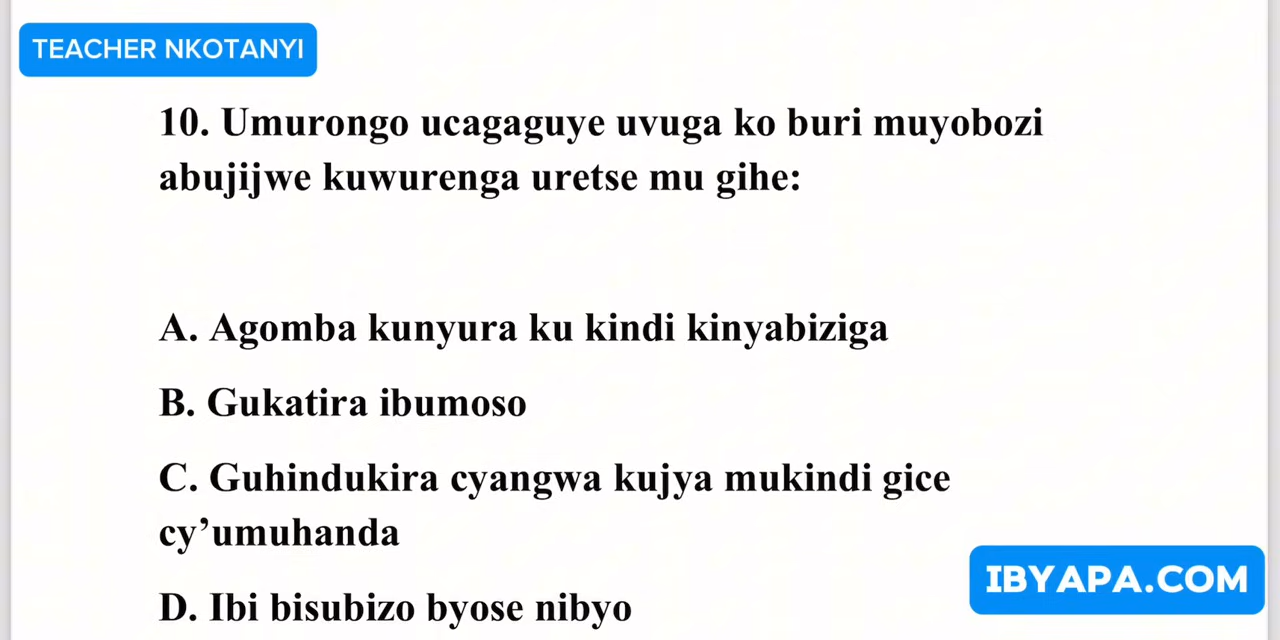 TEACHER NKOTANYI
10. Umurongo ucagaguye uvuga ko buri muyobozi
abujijwe kuwurenga uretse mu gihe:
A. Agomba kunyura ku kindi kinyabiziga
B. Gukatira ibumoso
C. Guhindukira cyangwa kujya mukindi gice
cy’umuhanda
D. Ibi bisubizo byose nibyo
IBYAPA.COM